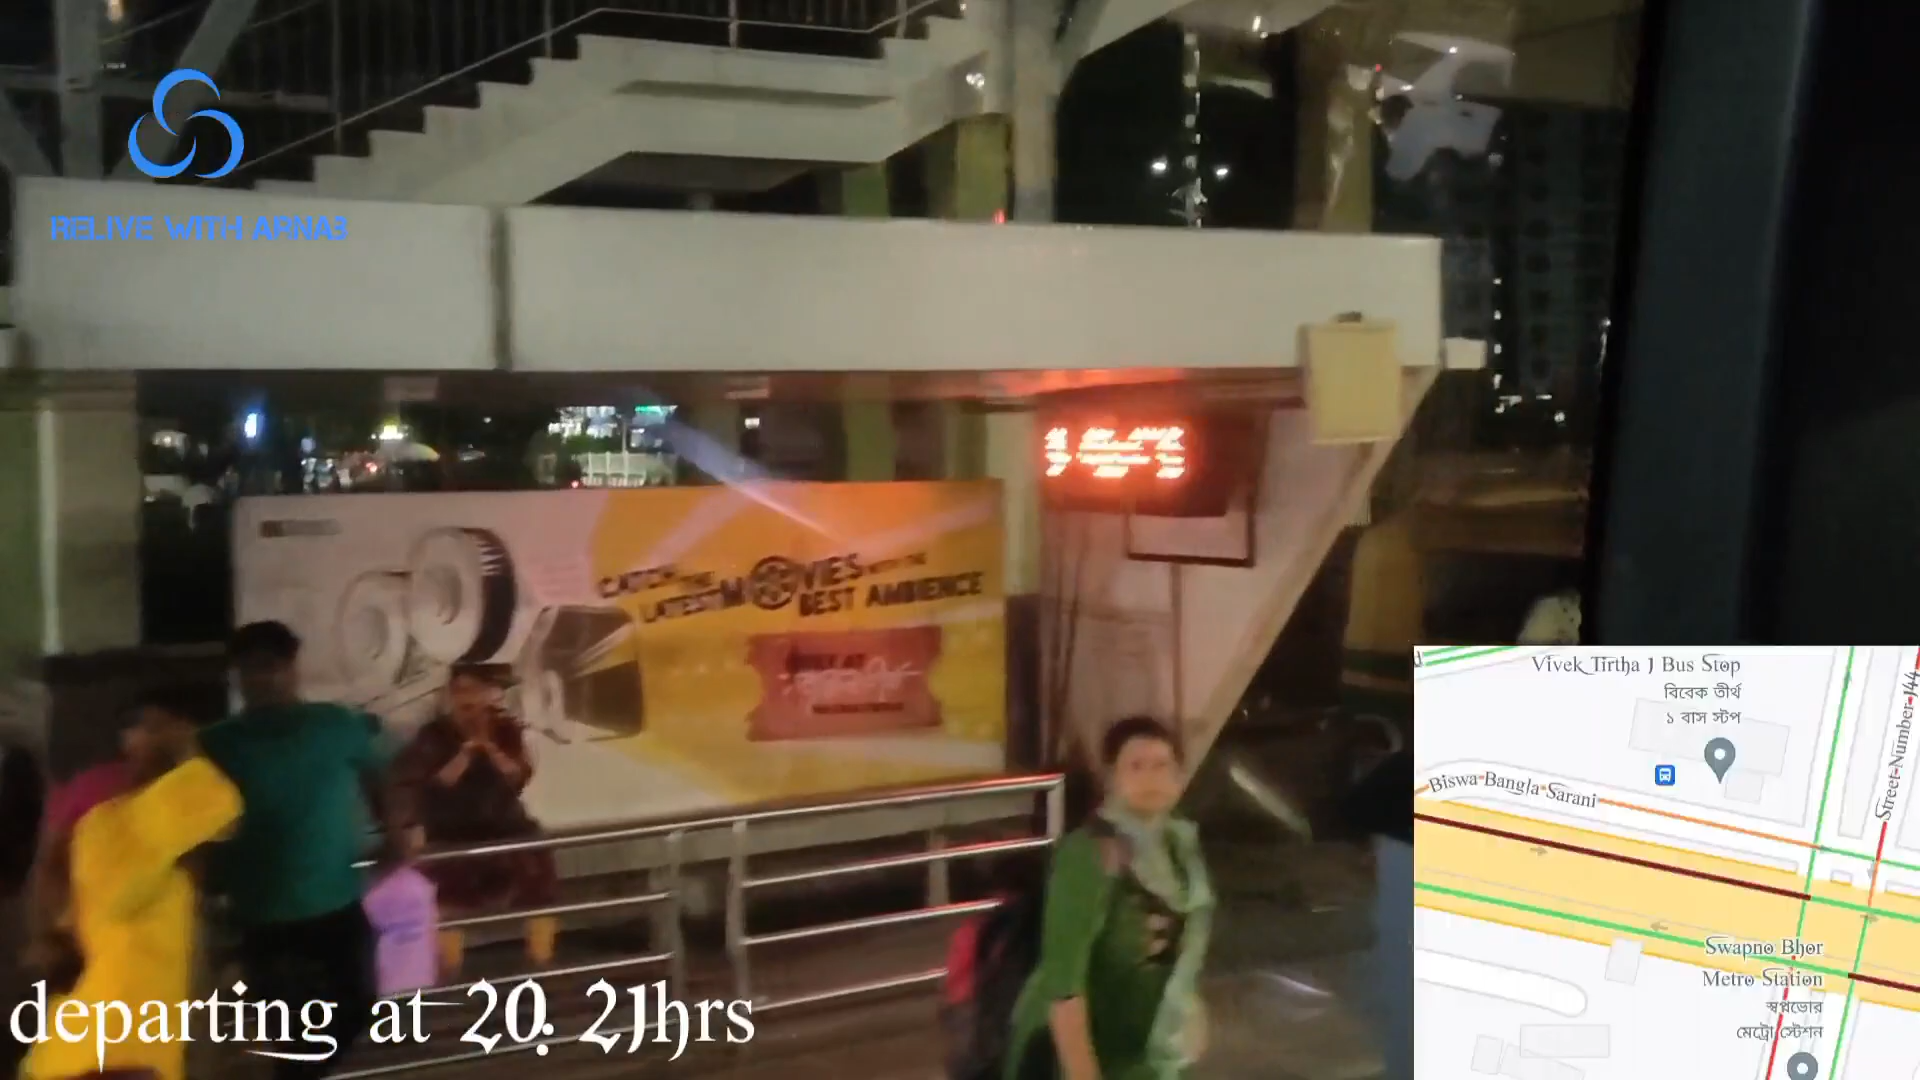 RELIVE WITH ARNA3
CATCH THE
LATEST MOVIES WITH THE
BEST AMBIENCE
departing at 20:21hrs
Vivek Tirtha 1 Bus Stop
বিবেক তীর্থ
১ বাস স্টপ
Biswa Bangla Sarani
Street Number 144
Swapno Bhor
Metro Station
স্বপ্নভোর
মেট্রো স্টেশন